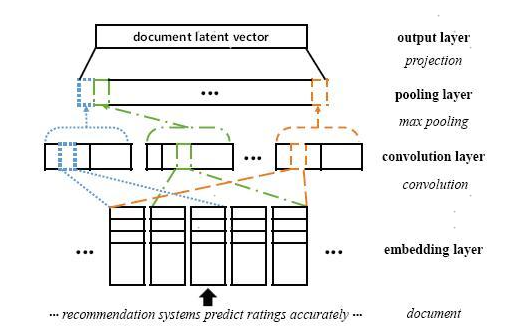 document latent vector
output layer
projection
...
pooling layer
max pooling
...
convolution layer
convolution
...
...
embedding layer
... recommendation systems predict ratings accurately ...
document